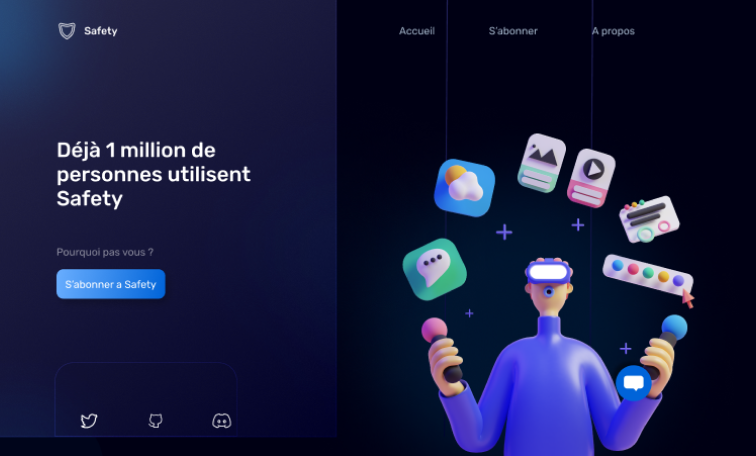 Safety
Accueil
S'abonner
A propos
Déjà 1 million de
personnes utilisent
Safety
Pourquoi pas vous ?
S'abonner a Safety